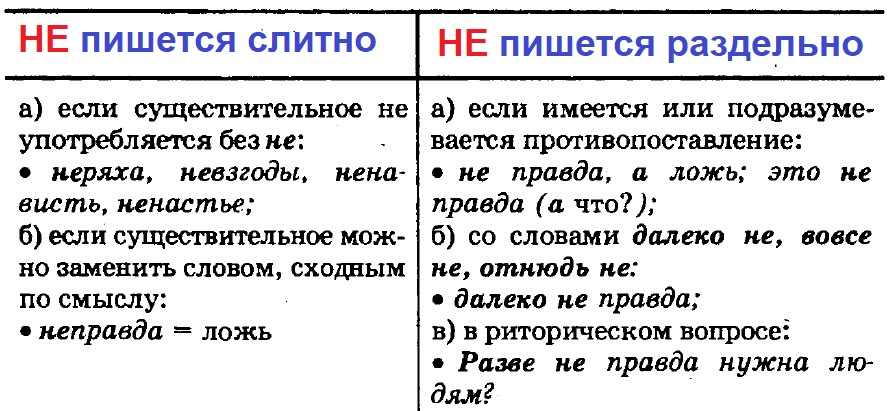 НЕ пишется слитно
НЕ пишется раздельно
а) если существительное не
употребляется без не:
• неряха, невзгоды, нена-
висть, ненастье;
б) если существительное мож-
но заменить словом, сходным
по смыслу:
• неправда = ложь
а) если имеется или подразуме-
вается противопоставление:
• не правда, а ложь; это не
правда (а что?);
б) со словами далеко не, вовсе
не, отнюдь не:
• далеко не правда;
в) в риторическом вопросе:
• Разве не правда нужна лю-
дям?